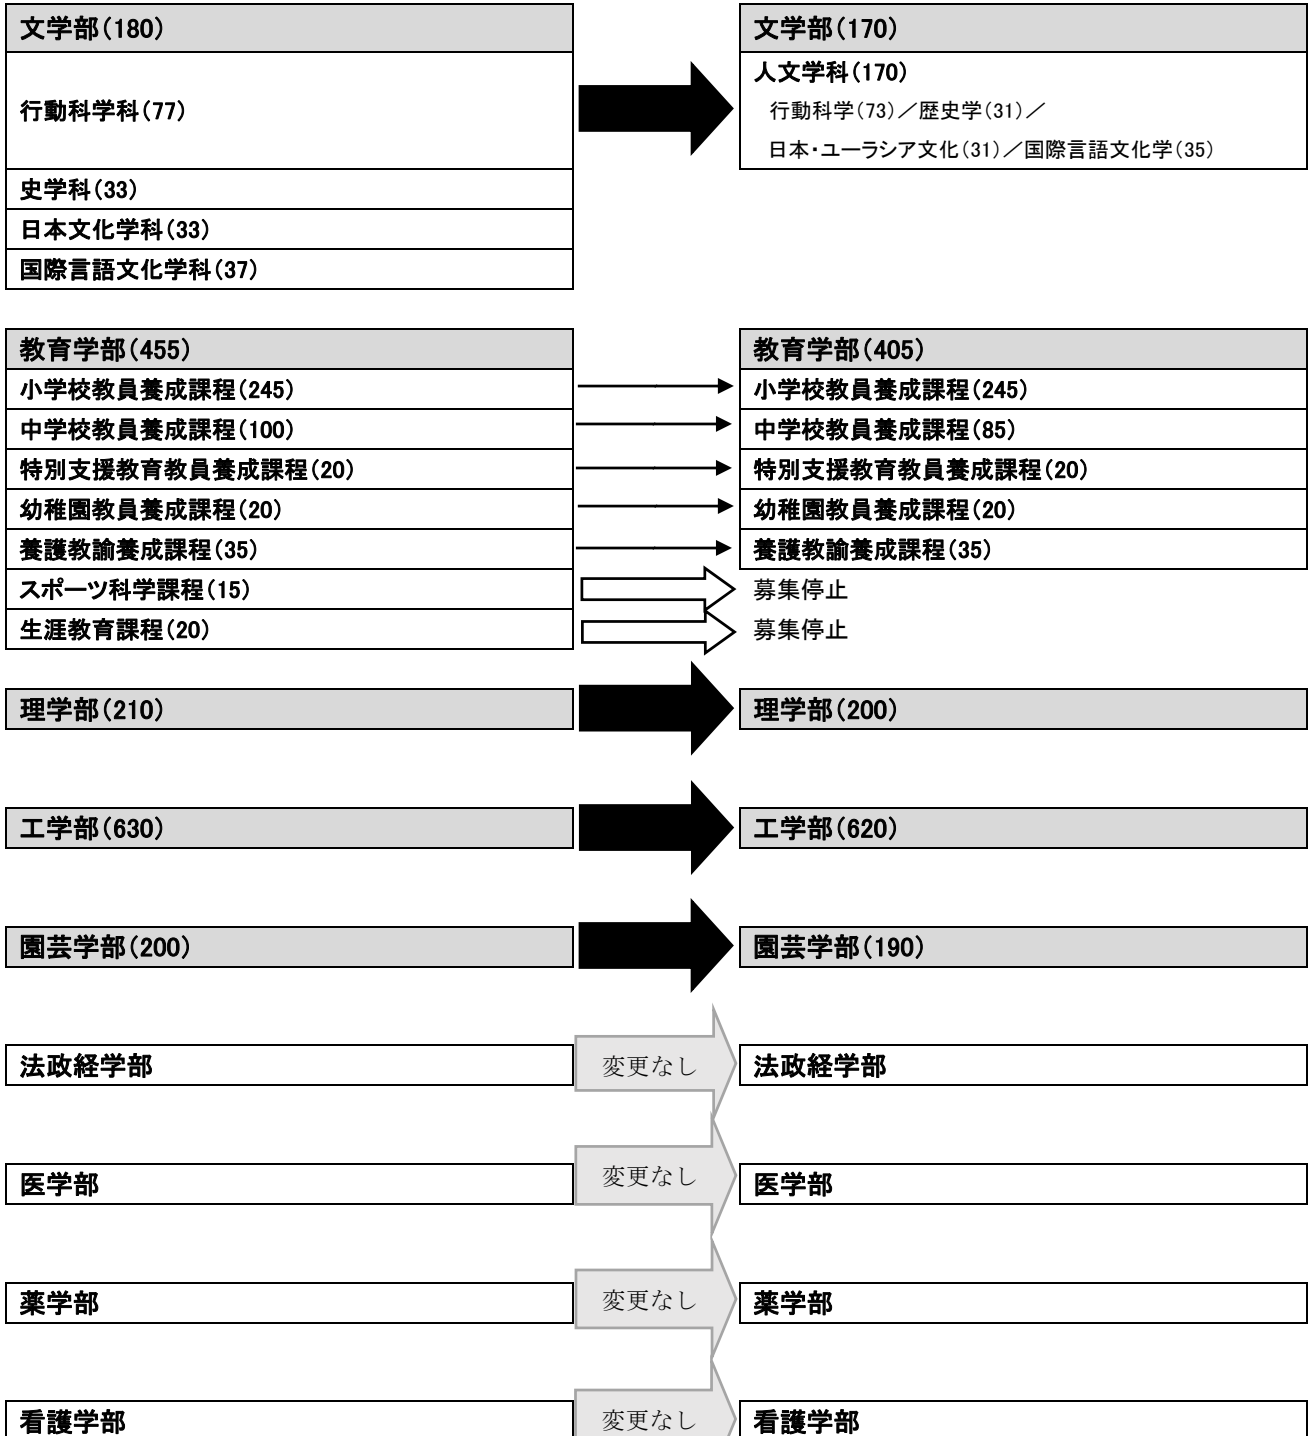 文学部(180)
文学部(170)
行動科学科(77)
人文学科(170)
行動科学(73)/歴史学(31)/
日本・ユーラシア文化(31)/国際言語文化学(35)
史学科(33)
日本文化学科(33)
国際言語文化学科(37)
教育学部(455)
教育学部(405)
小学校教員養成課程(245)
小学校教員養成課程(245)
中学校教員養成課程(100)
中学校教員養成課程(85)
特別支援教育教員養成課程(20)
特別支援教育教員養成課程(20)
幼稚園教員養成課程(20)
幼稚園教員養成課程(20)
養護教諭養成課程(35)
養護教諭養成課程(35)
スポーツ科学課程(15)
募集停止
生涯教育課程(20)
募集停止
理学部(210)
理学部(200)
工学部(630)
工学部(620)
園芸学部(200)
園芸学部(190)
法政経学部
変更なし
法政経学部
医学部
変更なし
医学部
薬学部
変更なし
薬学部
看護学部
変更なし
看護学部